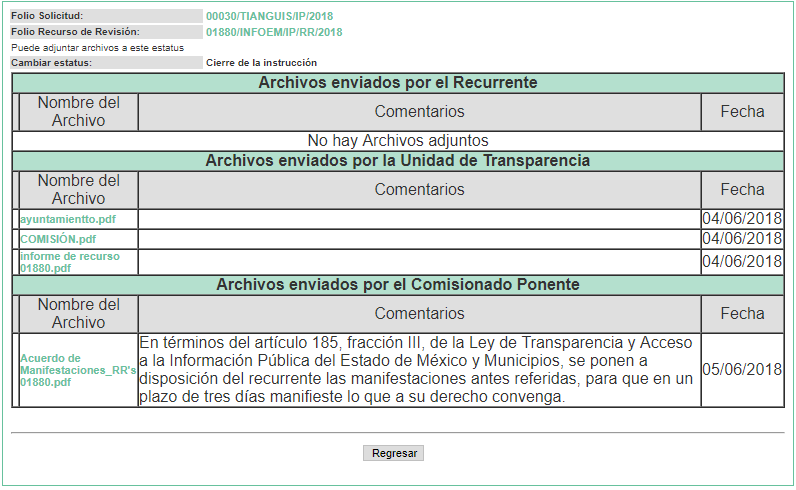 Folio Solicitud: 00030/TIANGUIS/IP/2018
Folio Recurso de Revisión: 01880/INFOEM/IP/RR/2018
Puede adjuntar archivos a este estatus
Cambiar estatus: Cierre de la instrucción
Archivos enviados por el Recurrente
Nombre del
Archivo
Comentarios
Fecha
No hay Archivos adjuntos
Archivos enviados por la Unidad de Transparencia
Nombre del
Archivo
Comentarios
Fecha
ayuntamientto.pdf 04/06/2018
COMISIÓN.pdf 04/06/2018
informe de recurso
01880.pdf
04/06/2018
Archivos enviados por el Comisionado Ponente
Nombre del
Archivo
Comentarios
Fecha
Acuerdo de
Manifestaciones_RR's
01880.pdf
En términos del artículo 185, fracción III, de la Ley de Transparencia y Acceso
a la Información Pública del Estado de México y Municipios, se ponen a
disposición del recurrente las manifestaciones antes referidas, para que en un
plazo de tres días manifieste lo que a su derecho convenga.
05/06/2018
Regresar